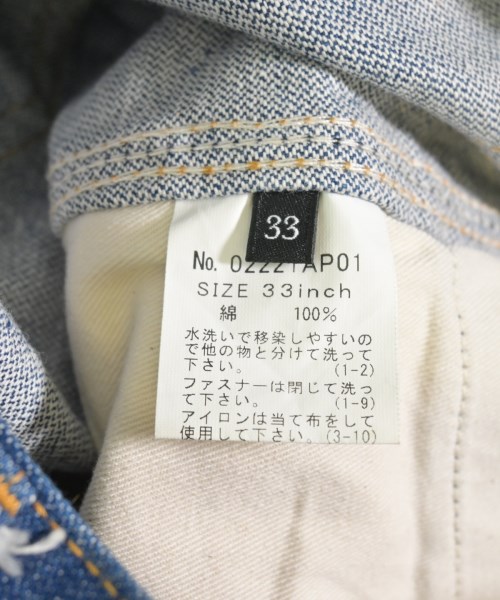 33
No. 02221AP01
SIZE 33inch
綿 100%
水洗いで移染しやすいの
で他の物と分けて洗って
下さい。 (1-2)
ファスナーは閉じて洗っ
て下さい。 (1-9)
アイロンは当て布をして
使用して下さい。(3-10)